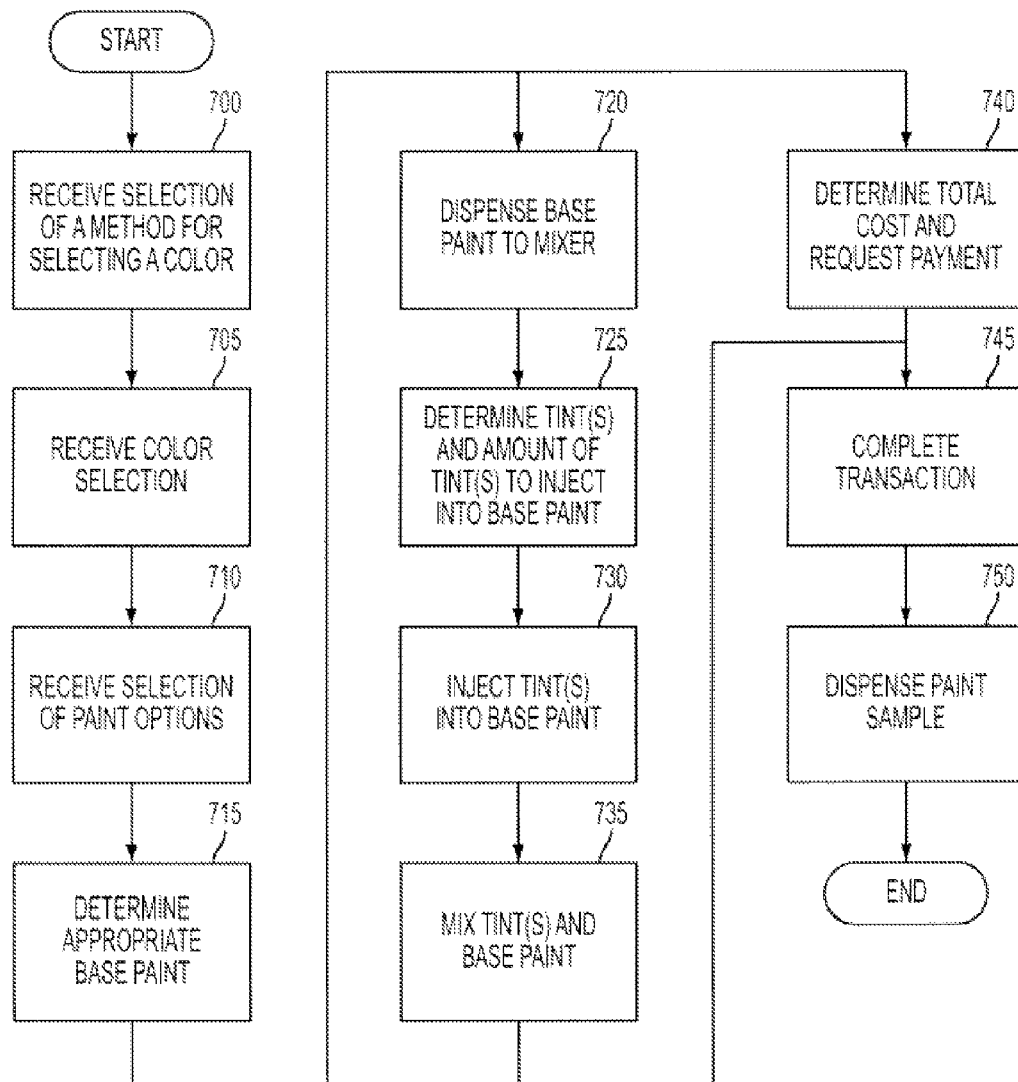 START
700
RECEIVE SELECTION
OF A METHOD FOR
SELECTING A COLOR
705
RECEIVE COLOR
SELECTION
710
RECEIVE SELECTION
OF PAINT OPTIONS
715
DETERMINE
APPROPRIATE
BASE PAINT
720
DISPENSE BASE
PAINT TO MIXER
725
DETERMINE TINT(S)
AND AMOUNT OF
TINT(S) TO INJECT
INTO BASE PAINT
730
INJECT TINT(S)
INTO BASE PAINT
735
MIX TINT(S) AND
BASE PAINT
740
DETERMINE TOTAL
COST AND
REQUEST PAYMENT
745
COMPLETE
TRANSACTION
750
DISPENSE PAINT
SAMPLE
END